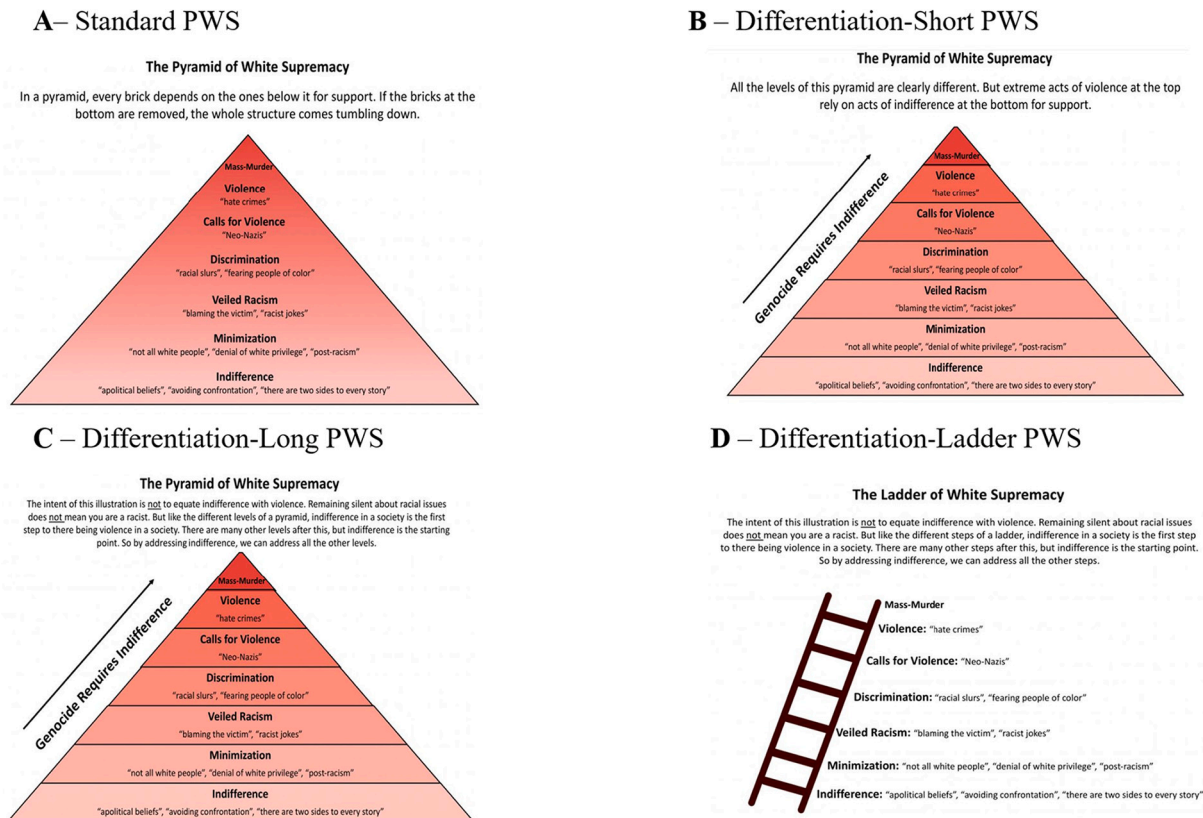 A– Standard PWS
The Pyramid of White Supremacy
In a pyramid, every brick depends on the ones below it for support. If the bricks at the
bottom are removed, the whole structure comes tumbling down.
Mass-Murder
Violence
“hate crimes”
Calls for Violence
“Neo-Nazis”
Discrimination
“racial slurs”, “fearing people of color”
Veiled Racism
“blaming the victim”, “racist jokes”
Minimization
“not all white people”, “denial of white privilege”, “post-racism”
Indifference
“apolitical beliefs”, “avoiding confrontation”, “there are two sides to every story”
B – Differentiation-Short PWS
The Pyramid of White Supremacy
All the levels of this pyramid are clearly different. But extreme acts of violence at the top
rely on acts of indifference at the bottom for support.
Genocide Requires Indifference
Mass-Murder
Violence
“hate crimes”
Calls for Violence
“Neo-Nazis”
Discrimination
“racial slurs”, “fearing people of color”
Veiled Racism
“blaming the victim”, “racist jokes”
Minimization
“not all white people”, “denial of white privilege”, “post-racism”
Indifference
“apolitical beliefs”, “avoiding confrontation”, “there are two sides to every story”
C – Differentiation-Long PWS
The Pyramid of White Supremacy
The intent of this illustration is not to equate indifference with violence. Remaining silent about racial issues
does not mean you are a racist. But like the different levels of a pyramid, indifference in a society is the first
step to there being violence in a society. There are many other levels after this, but indifference is the starting
point. So by addressing indifference, we can address all the other levels.
Genocide Requires Indifference
Mass-Murder
Violence
“hate crimes”
Calls for Violence
“Neo-Nazis”
Discrimination
“racial slurs”, “fearing people of color”
Veiled Racism
“blaming the victim”, “racist jokes”
Minimization
“not all white people”, “denial of white privilege”, “post-racism”
Indifference
“apolitical beliefs”, “avoiding confrontation”, “there are two sides to every story”
D – Differentiation-Ladder PWS
The Ladder of White Supremacy
The intent of this illustration is not to equate indifference with violence. Remaining silent about racial issues
does not mean you are a racist. But like the different steps of a ladder, indifference in a society is the first step
to there being violence in a society. There are many other steps after this, but indifference is the starting point.
So by addressing indifference, we can address all the other steps.
Mass-Murder
Violence: “hate crimes”
Calls for Violence: “Neo-Nazis”
Discrimination: “racial slurs”, “fearing people of color”
Veiled Racism: “blaming the victim”, “racist jokes”
Minimization: “not all white people”, “denial of white privilege”, “post-racism”
Indifference: “apolitical beliefs”, “avoiding confrontation”, “there are two sides to every story”